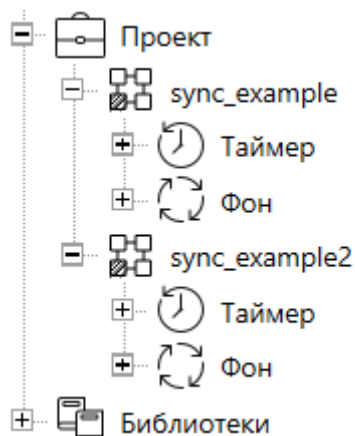 Проект
sync_example
Таймер
Фон
sync_example2
Таймер
Фон
Библиотеки